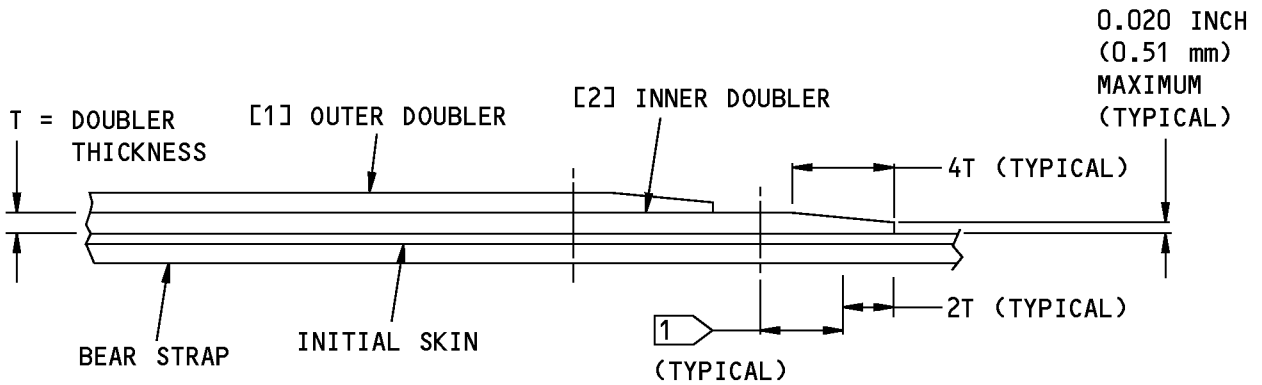 0.020 INCH
(0.51 mm)
MAXIMUM
(TYPICAL)
T = DOUBLER
THICKNESS
[1] OUTER DOUBLER
[2] INNER DOUBLER
4T (TYPICAL)
2T (TYPICAL)
1
(TYPICAL)
INITIAL SKIN
BEAR STRAP